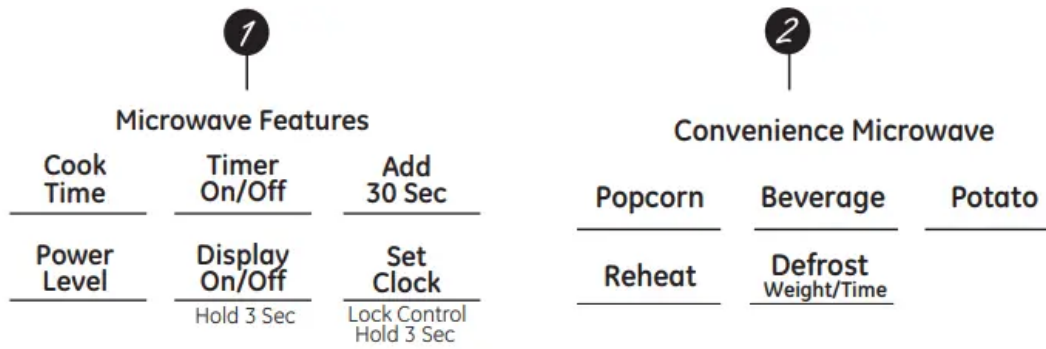 1
Microwave Features
Cook
Time
Timer
On/Off
Add
30 Sec
Power
Level
Display
On/Off
Hold 3 Sec
Set
Clock
Lock Control
Hold 3 Sec
2
Convenience Microwave
Popcorn
Beverage
Potato
Reheat
Defrost
Weight/Time